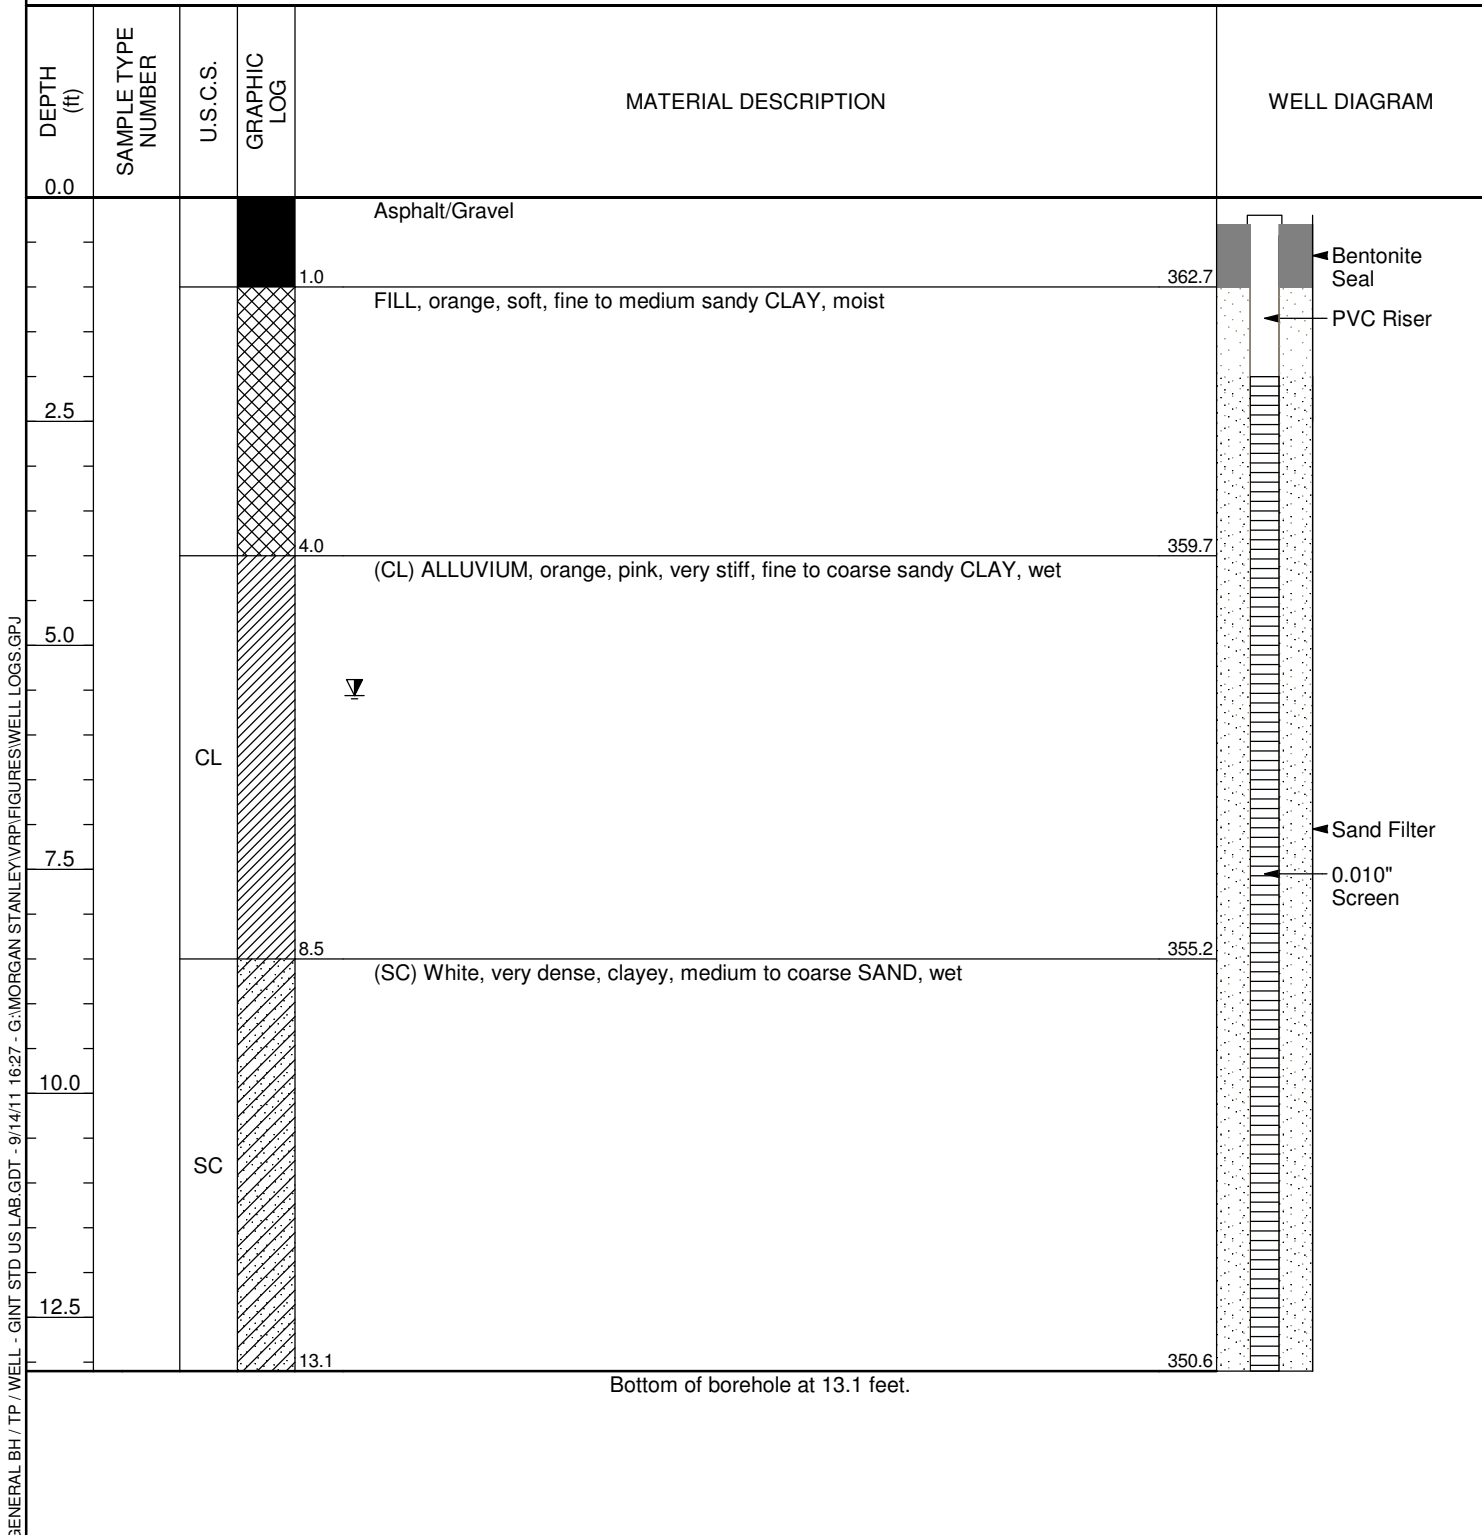 DEPTH
(ft)
SAMPLE TYPE
NUMBER
U.S.C.S.
GRAPHIC
LOG
MATERIAL DESCRIPTION
WELL DIAGRAM
0.0
Asphalt/Gravel
Bentonite
Seal
1.0 362.7
FILL, orange, soft, fine to medium sandy CLAY, moist
PVC Riser
2.5
4.0 359.7
(CL) ALLUVIUM, orange, pink, very stiff, fine to coarse sandy CLAY, wet
5.0
CL
Sand Filter
7.5
0.010"
Screen
8.5 355.2
(SC) White, very dense, clayey, medium to coarse SAND, wet
10.0
SC
12.5
13.1 350.6
Bottom of borehole at 13.1 feet.
GENERAL BH / TP / WELL - GINT STD US LAB.GDT - 9/14/11 16:27 - G:\MORGAN STANLEY\VRP\FIGURES\WELL LOGS.GPJ